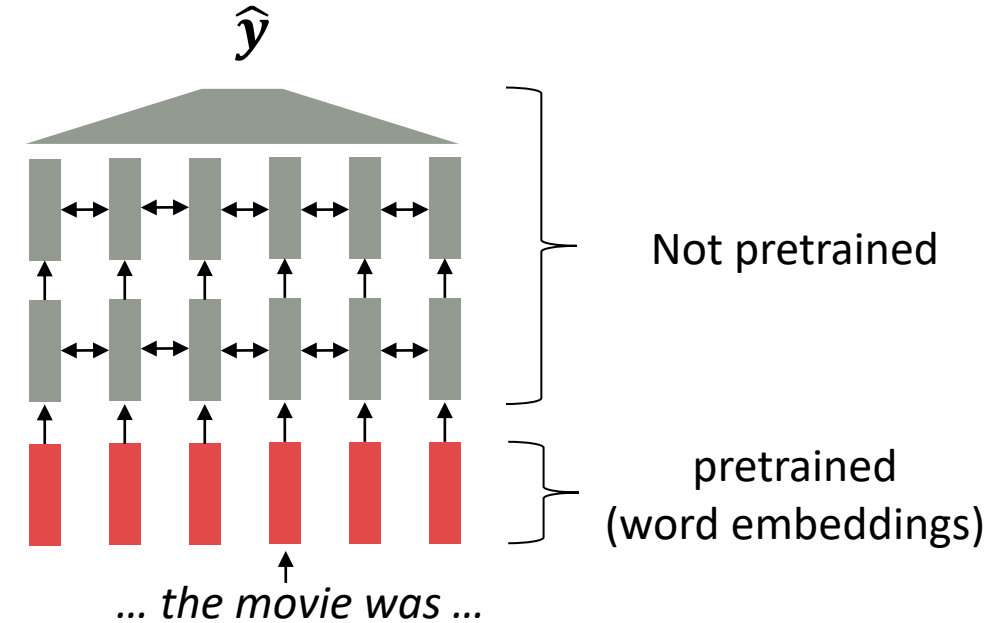 ŷ
Not pretrained
pretrained
(word embeddings)
... the movie was ...